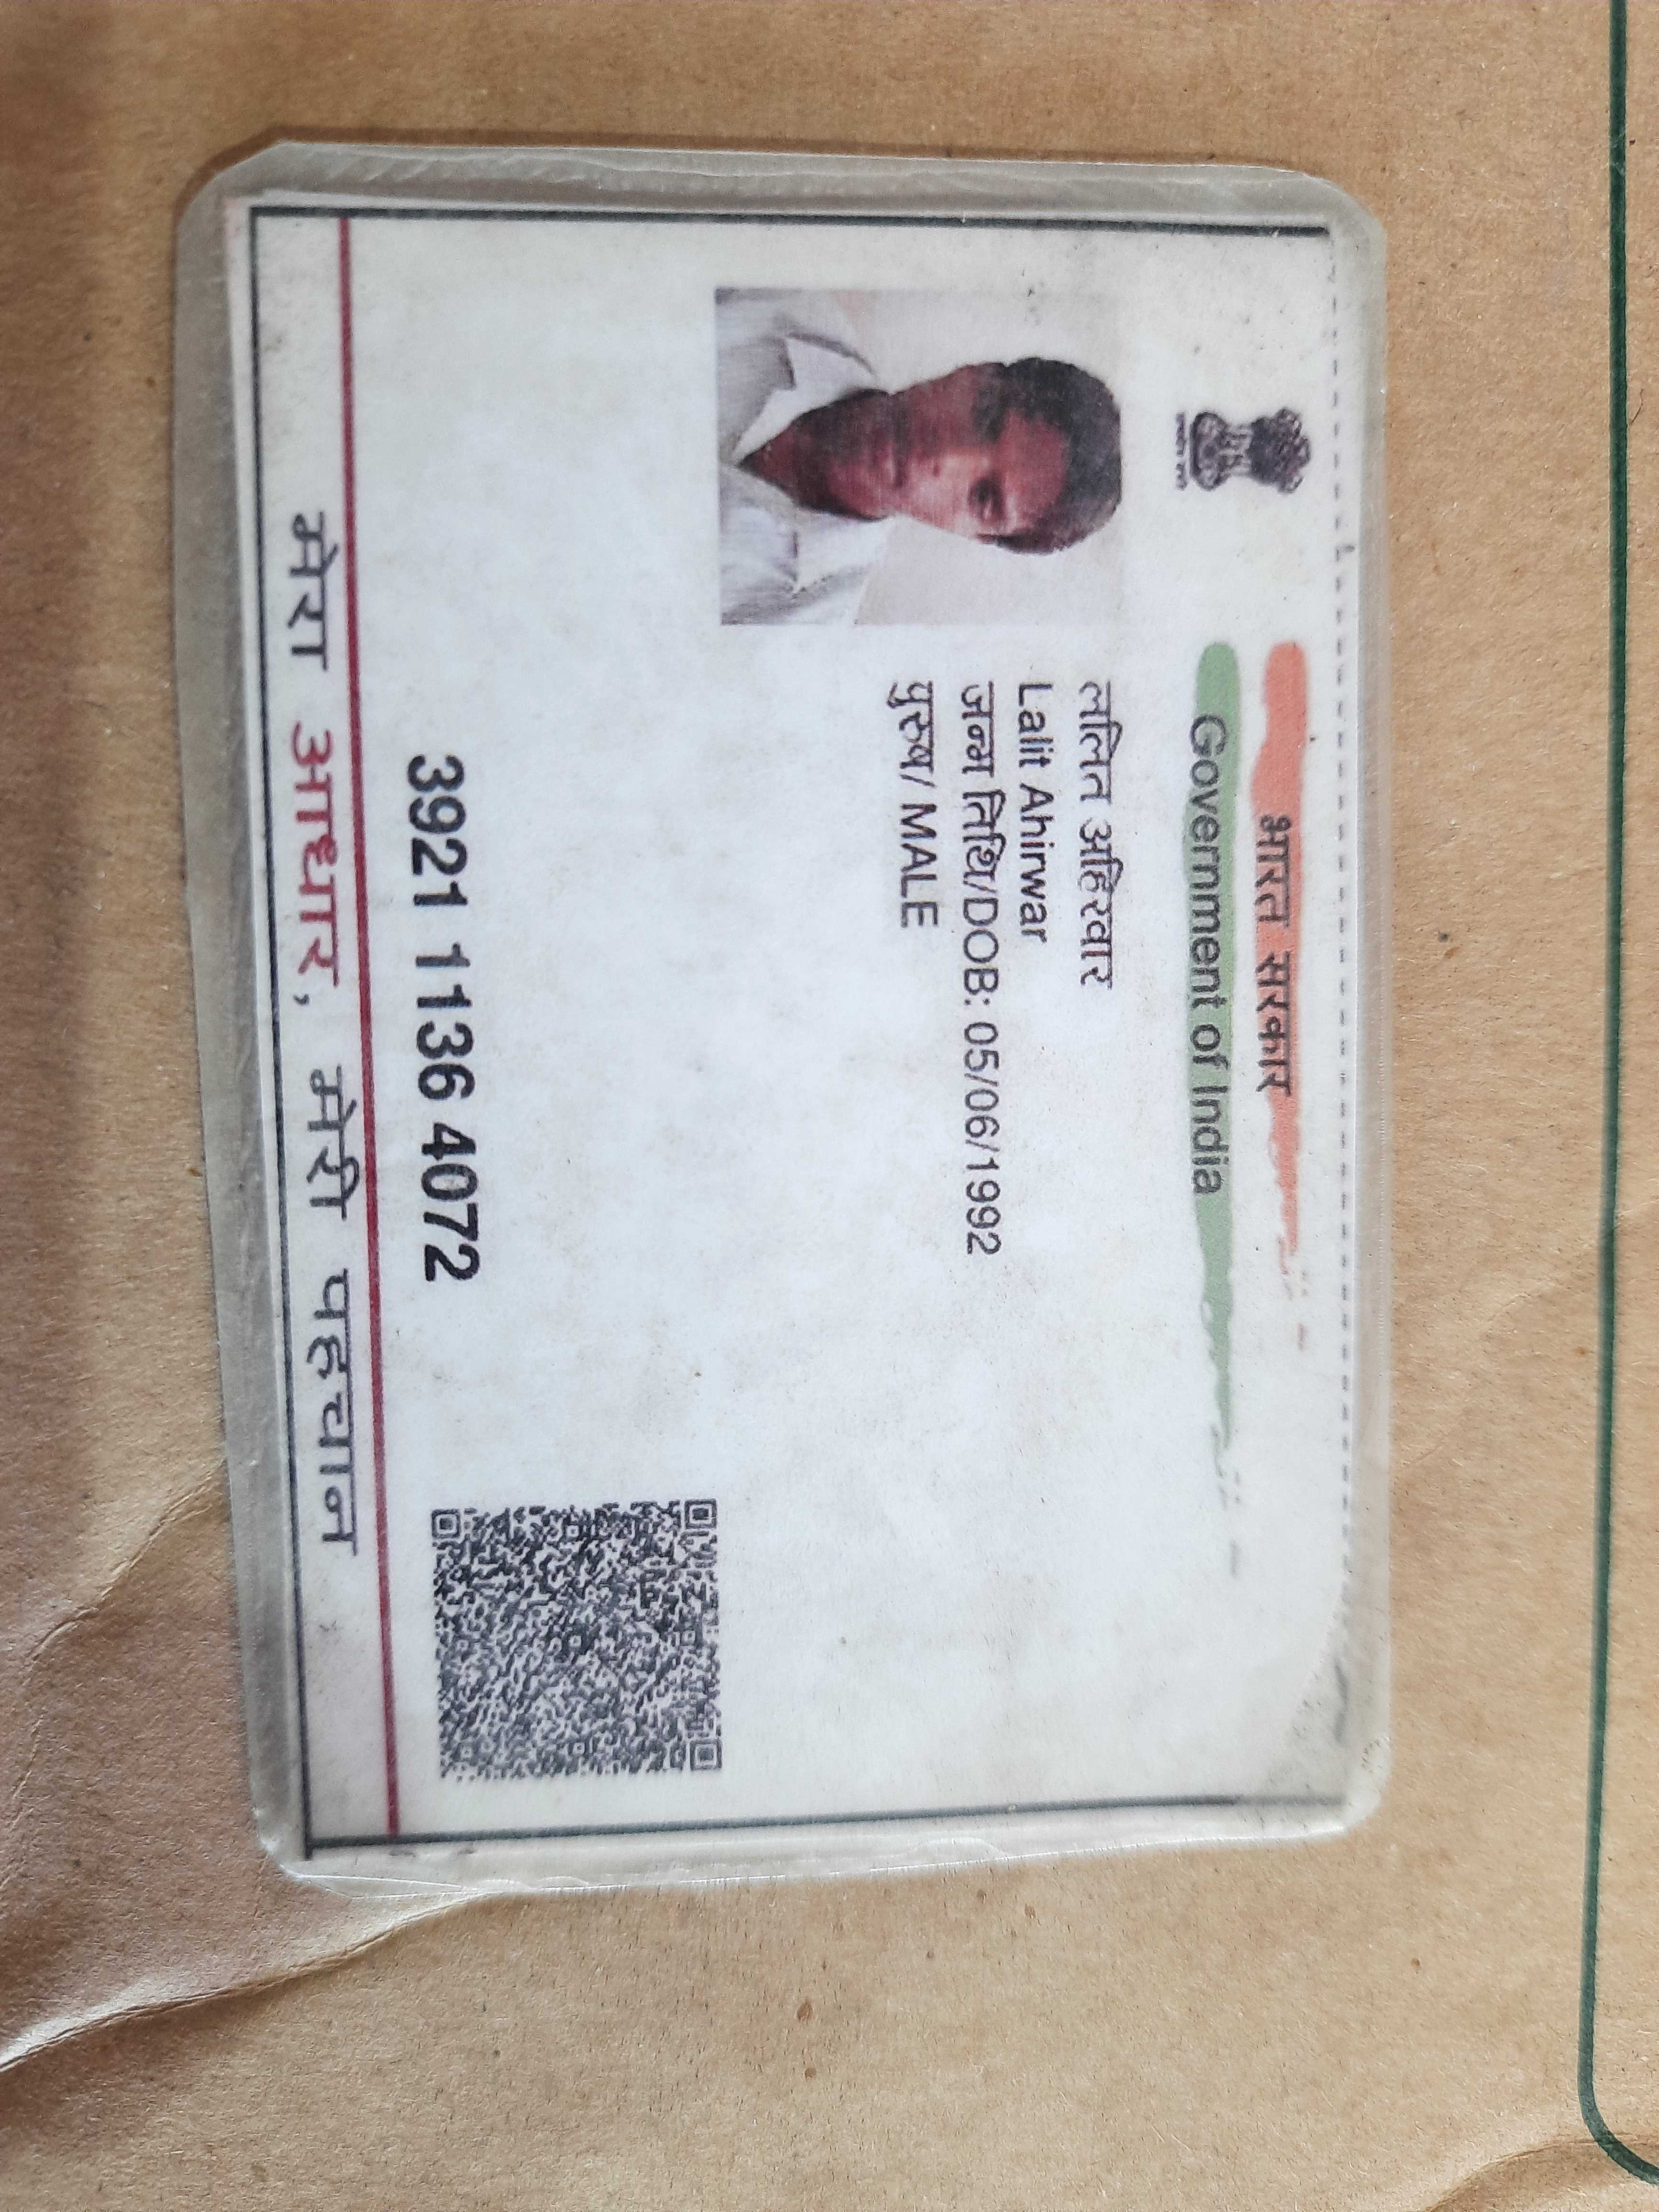 भारत सरकार
Government of India
ललित अहिरवार
Lalit Ahirwar
जन्म तिथि/DOB: 05/06/1992
पुरुष/ MALE
3921 1136 4072
मेरा आधार, मेरी पहचान